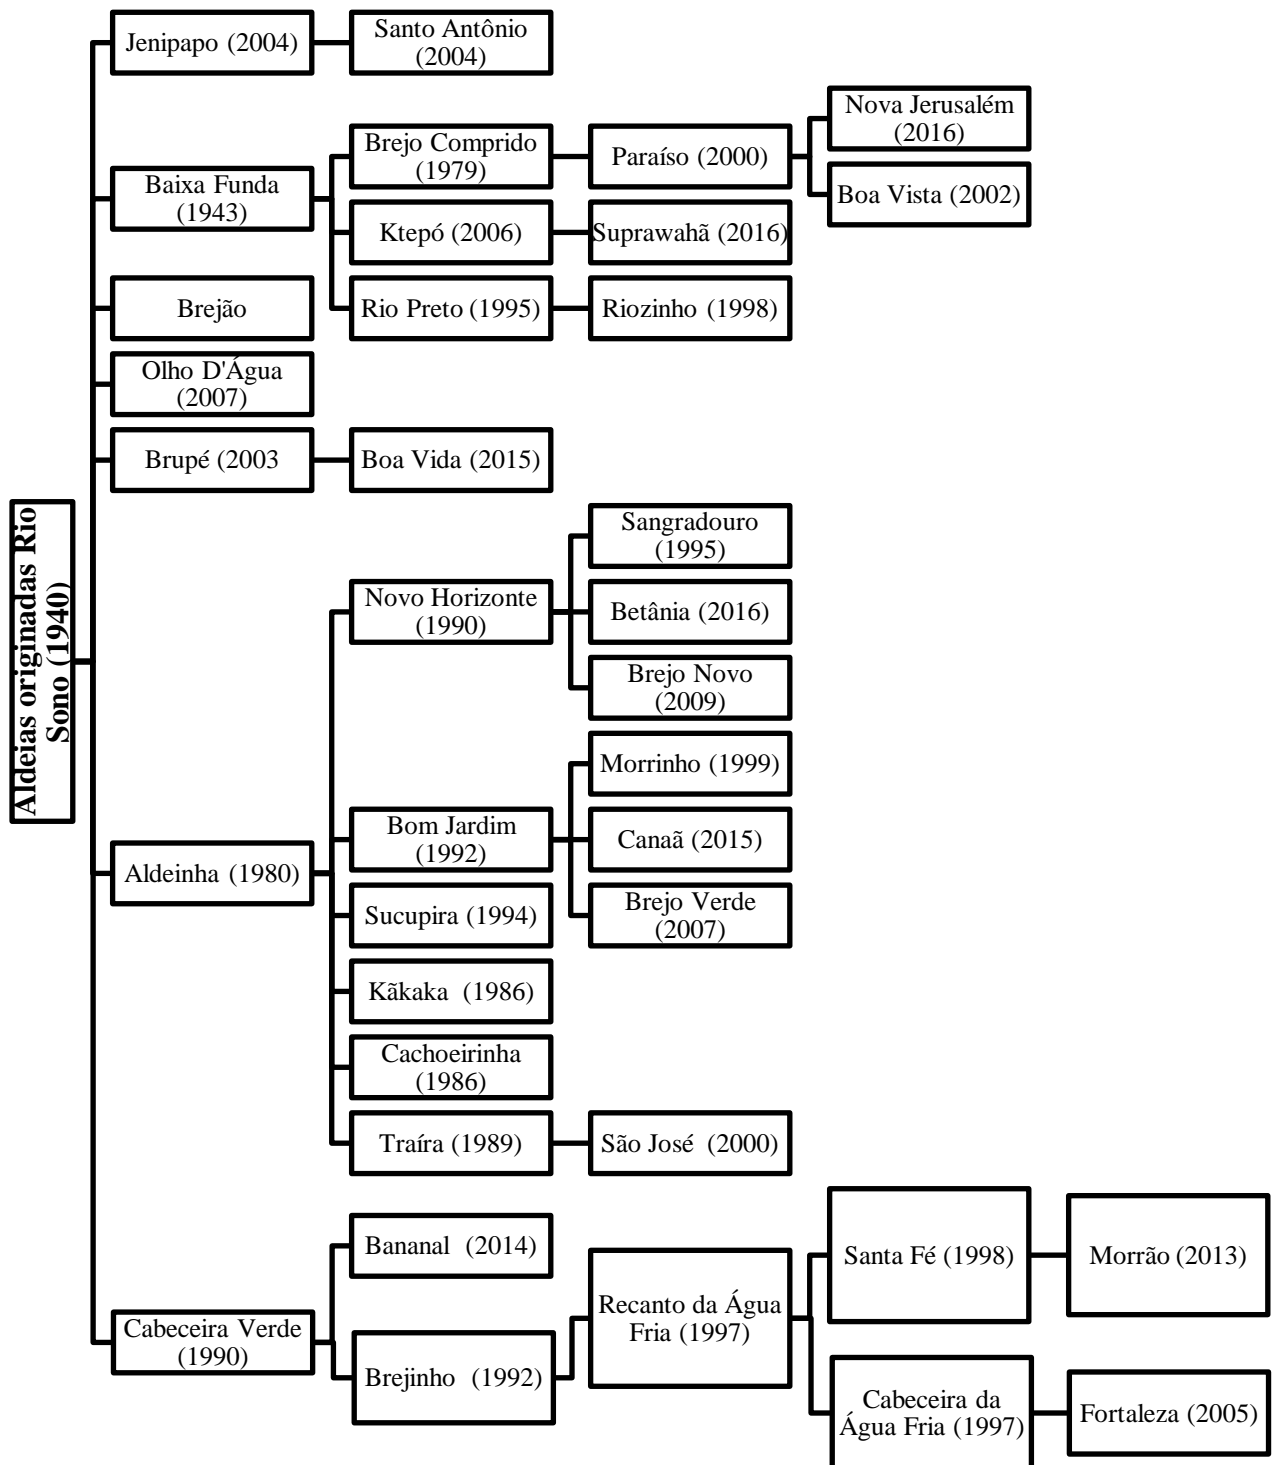 Aldeias originadas Rio
Sono (1940)
Jenipapo (2004)
Santo Antônio
(2004)
Baixa Funda
(1943)
Brejo Comprido
(1979)
Paraíso (2000)
Nova Jerusalém
(2016)
Boa Vista (2002)
Ktepó (2006)
Suprawahã (2016)
Rio Preto (1995)
Riozinho (1998)
Brejão
Olho D'Água
(2007)
Brupé (2003
Boa Vida (2015)
Aldeinha (1980)
Novo Horizonte
(1990)
Sangradouro
(1995)
Betânia (2016)
Brejo Novo
(2009)
Bom Jardim
(1992)
Morrinho (1999)
Canaã (2015)
Brejo Verde
(2007)
Sucupira (1994)
Kãkaka (1986)
Cachoeirinha
(1986)
Traíra (1989)
São José (2000)
Cabeceira Verde
(1990)
Bananal (2014)
Brejinho (1992)
Recanto da Água
Fria (1997)
Santa Fé (1998)
Morrão (2013)
Cabeceira da
Água Fria (1997)
Fortaleza (2005)